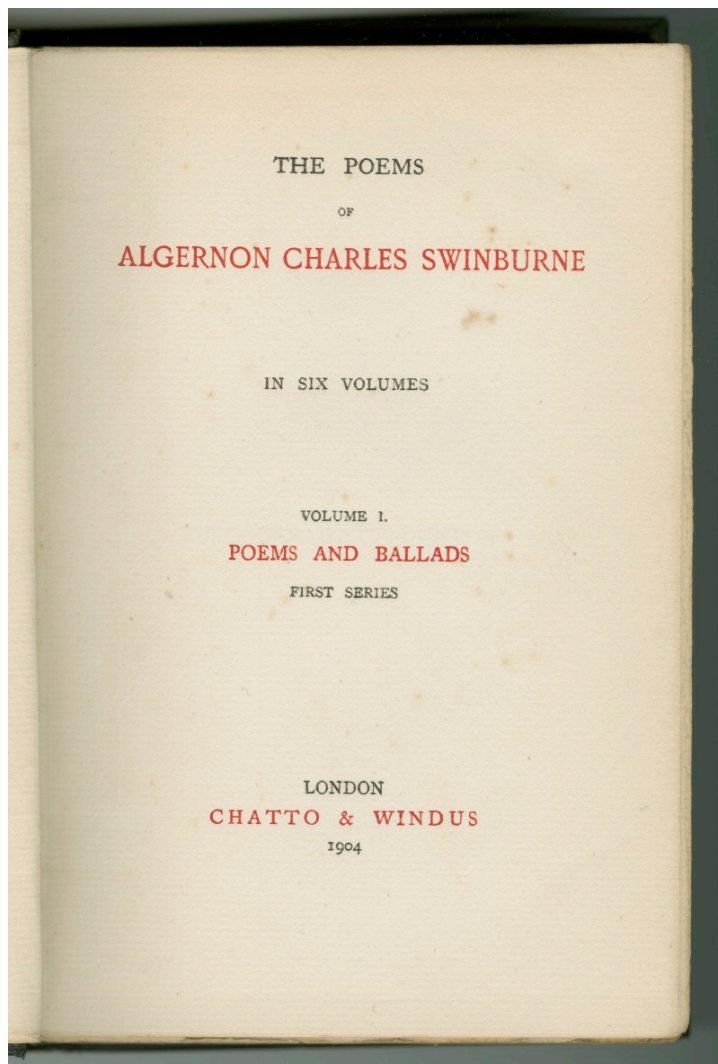 THE POEMS
OF
ALGERNON CHARLES SWINBURNE
IN SIX VOLUMES
VOLUME I.
POEMS AND BALLADS
FIRST SERIES
LONDON
CHATTO & WINDUS
1904